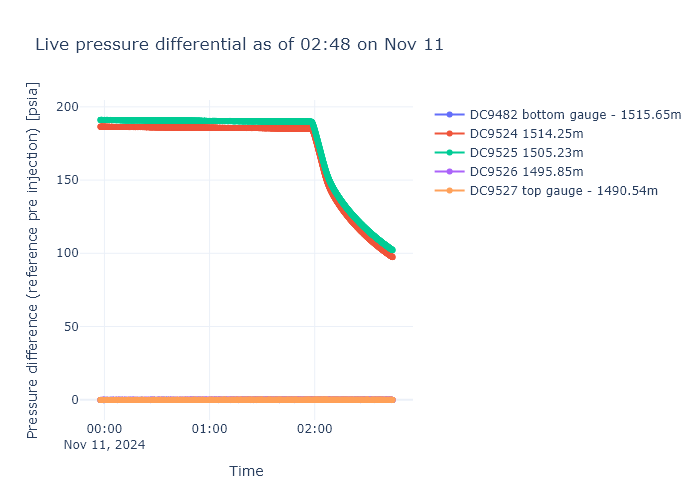 Live pressure differential as of 02:48 on Nov 11
Pressure difference (reference pre injection) [psia]
200
150
100
50
0
00:00
Nov 11, 2024
01:00
02:00
Time
DC9482 bottom gauge - 1515.65m
DC9524 1514.25m
DC9525 1505.23m
DC9526 1495.85m
DC9527 top gauge - 1490.54m